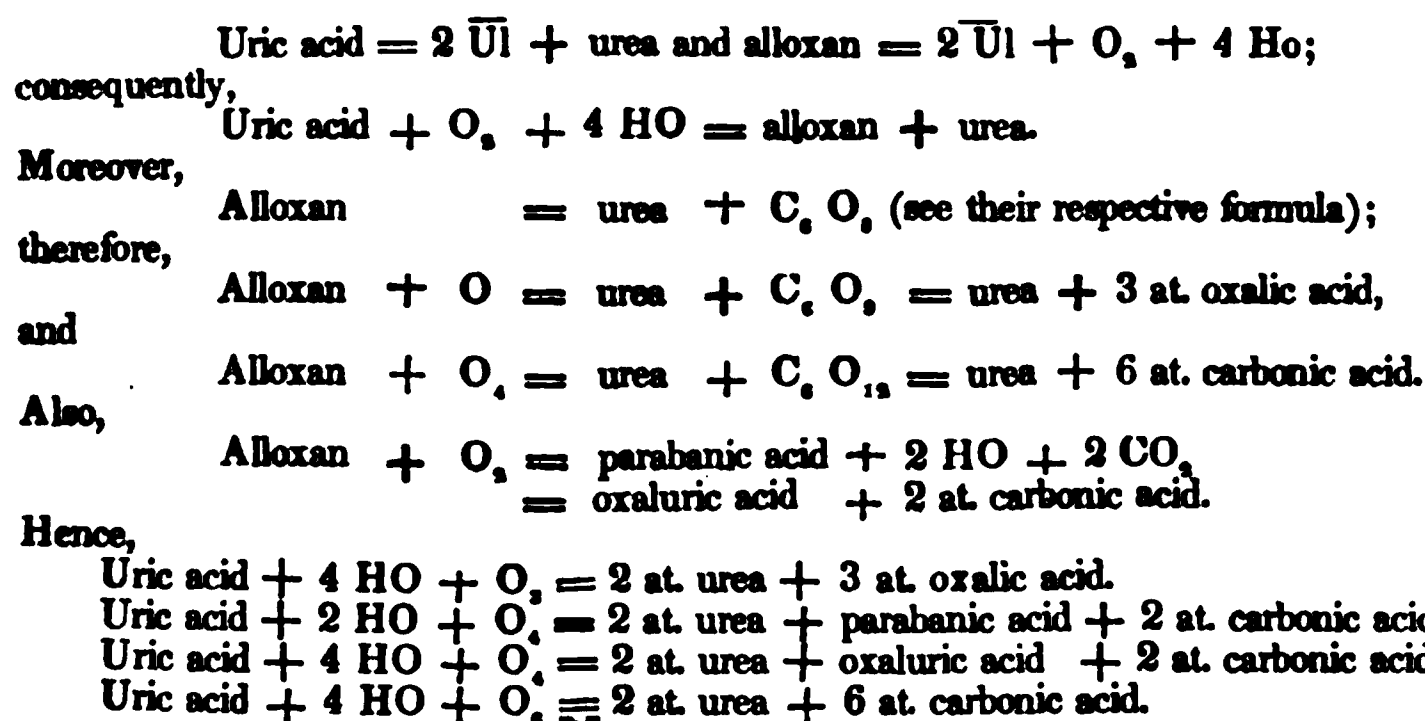 Uric acid = 2 U̅l̅ + urea and alloxan = 2 U̅l̅ + O₂ + 4 Ho;
consequently,
Uric acid + O₂ + 4 HO = alloxan + urea.
Moreover,
Alloxan = urea + C₆ O₈ (see their respective formula);
therefore,
Alloxan + O = urea + C₆ O₉ = urea + 3 at. oxalic acid,
and
Alloxan + O₄ = urea + C₆ O₁₂ = urea + 6 at. carbonic acid.
Also,
Alloxan + O₂ = parabanic acid + 2 HO + 2 CO₂
= oxaluric acid + 2 at. carbonic acid.
Hence,
Uric acid + 4 HO + O₃ = 2 at. urea + 3 at. oxalic acid.
Uric acid + 2 HO + O₄ = 2 at. urea + parabanic acid + 2 at. carbonic acid
Uric acid + 4 HO + O₄ = 2 at. urea + oxaluric acid + 2 at. carbonic acid
Uric acid + 4 HO + O₆ = 2 at. urea + 6 at. carbonic acid.